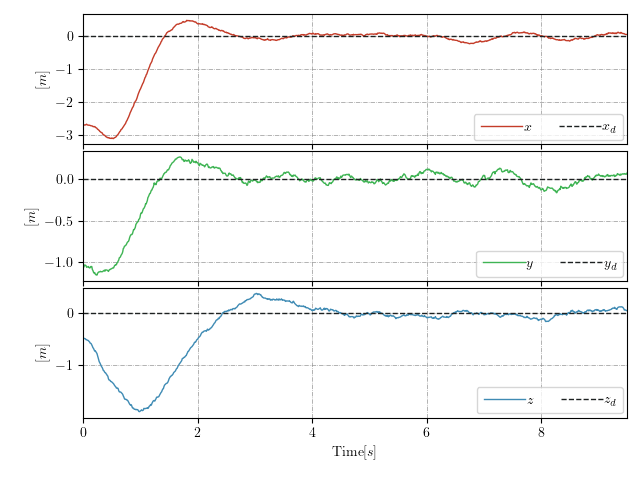 0
−1
−2
−3
[m]
x x_d
0.0
−0.5
−1.0
[m]
y y_d
0
−1
[m]
z z_d
0 2 4 6 8
Time[s]